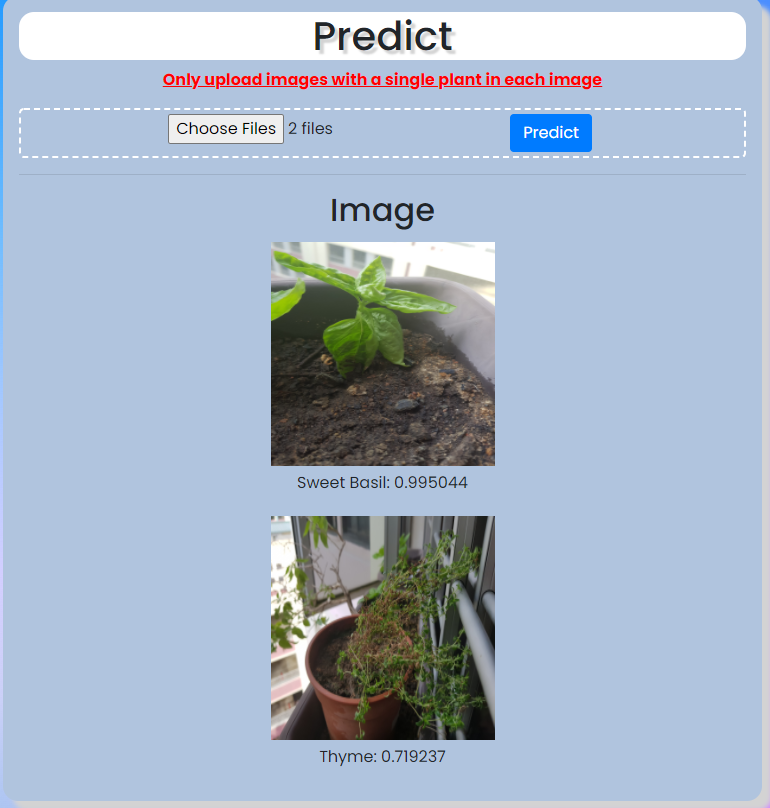 Predict
Only upload images with a single plant in each image
Choose Files 2 files
Predict
Image
Sweet Basil: 0.995044
Thyme: 0.719237